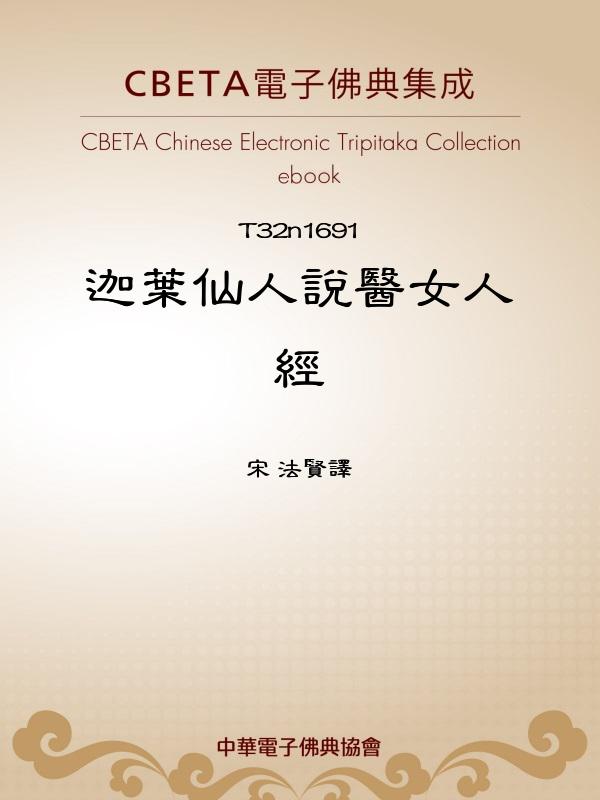 CBETA電子佛典集成
CBETA Chinese Electronic Tripitaka Collection
ebook
T32n1691
迦葉仙人說醫女人
經
宋 法賢譯
中華電子佛典協會